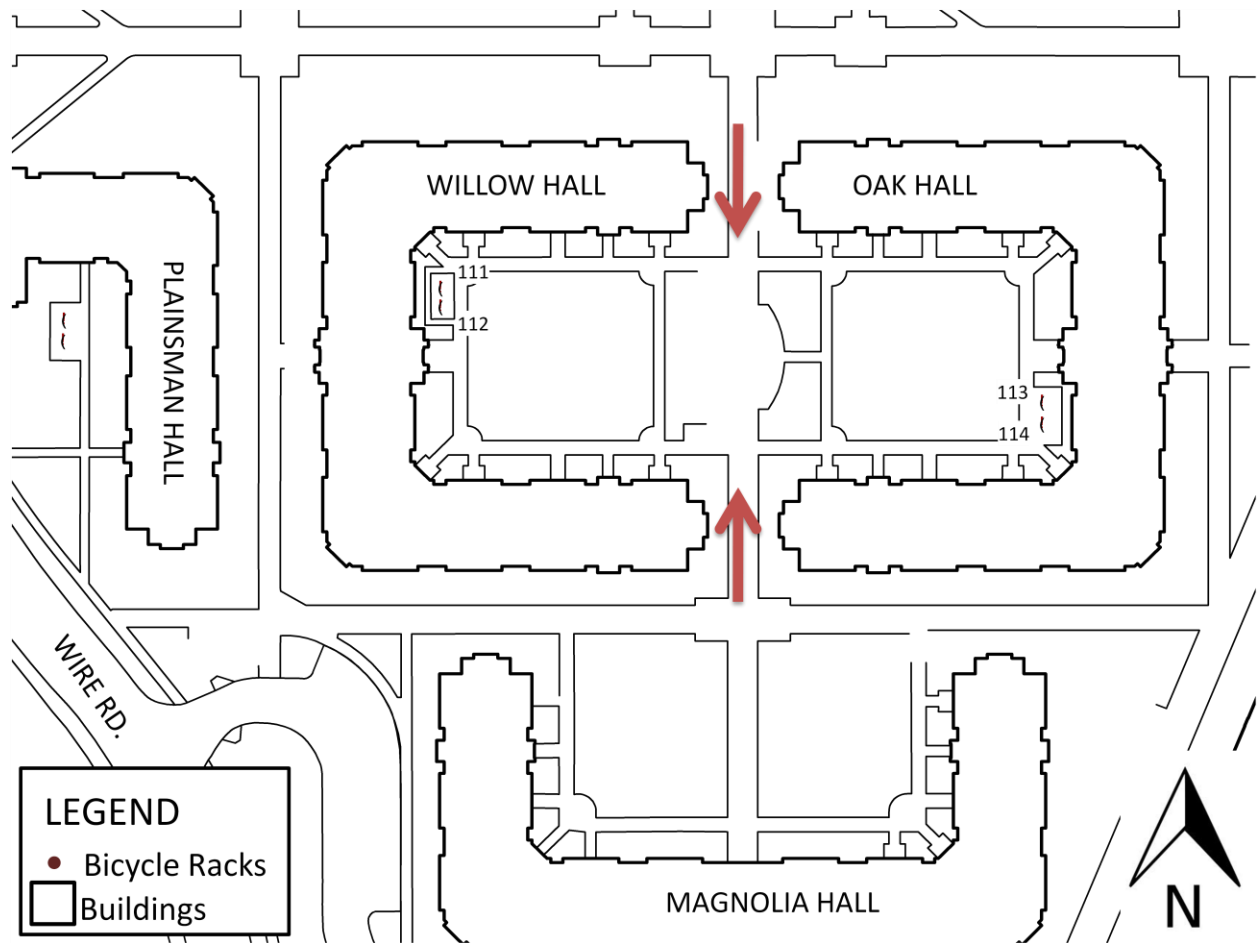 WILLOW HALL
OAK HALL
PLAINSMAN HALL
111
112
113
114
WIRE RD.
LEGEND
Bicycle Racks
Buildings
MAGNOLIA HALL
N